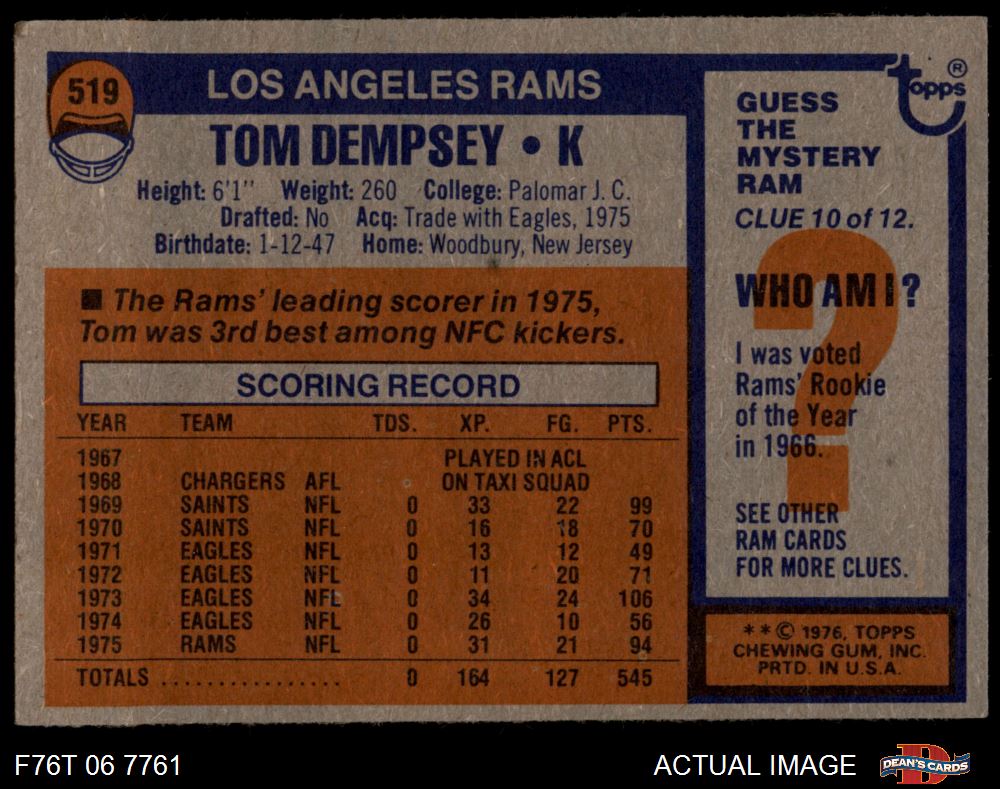 519
LOS ANGELES RAMS
TOM DEMPSEY • K
Height: 6'1" Weight: 260 College: Palomar J. C.
Drafted: No Acq: Trade with Eagles, 1975
Birthdate: 1-12-47 Home: Woodbury, New Jersey
■ The Rams' leading scorer in 1975,
Tom was 3rd best among NFC kickers.
SCORING RECORD
YEAR TEAM TDS. XP. FG. PTS.
1967 PLAYED IN ACL
1968 CHARGERS AFL ON TAXI SQUAD
1969 SAINTS NFL 0 33 22 99
1970 SAINTS NFL 0 16 18 70
1971 EAGLES NFL 0 13 12 49
1972 EAGLES NFL 0 11 20 71
1973 EAGLES NFL 0 34 24 106
1974 EAGLES NFL 0 26 10 56
1975 RAMS NFL 0 31 21 94
TOTALS ................. 0 164 127 545
topps ®
GUESS
THE
MYSTERY
RAM
CLUE 10 of 12.
?
WHO AM I?
I was voted
Rams' Rookie
of the Year
in 1966.
SEE OTHER
RAM CARDS
FOR MORE CLUES.
* * © 1976, TOPPS
CHEWING GUM, INC.
PRTD. IN U.S.A.
F76T 06 7761
ACTUAL IMAGE
D
DEAN'S CARDS